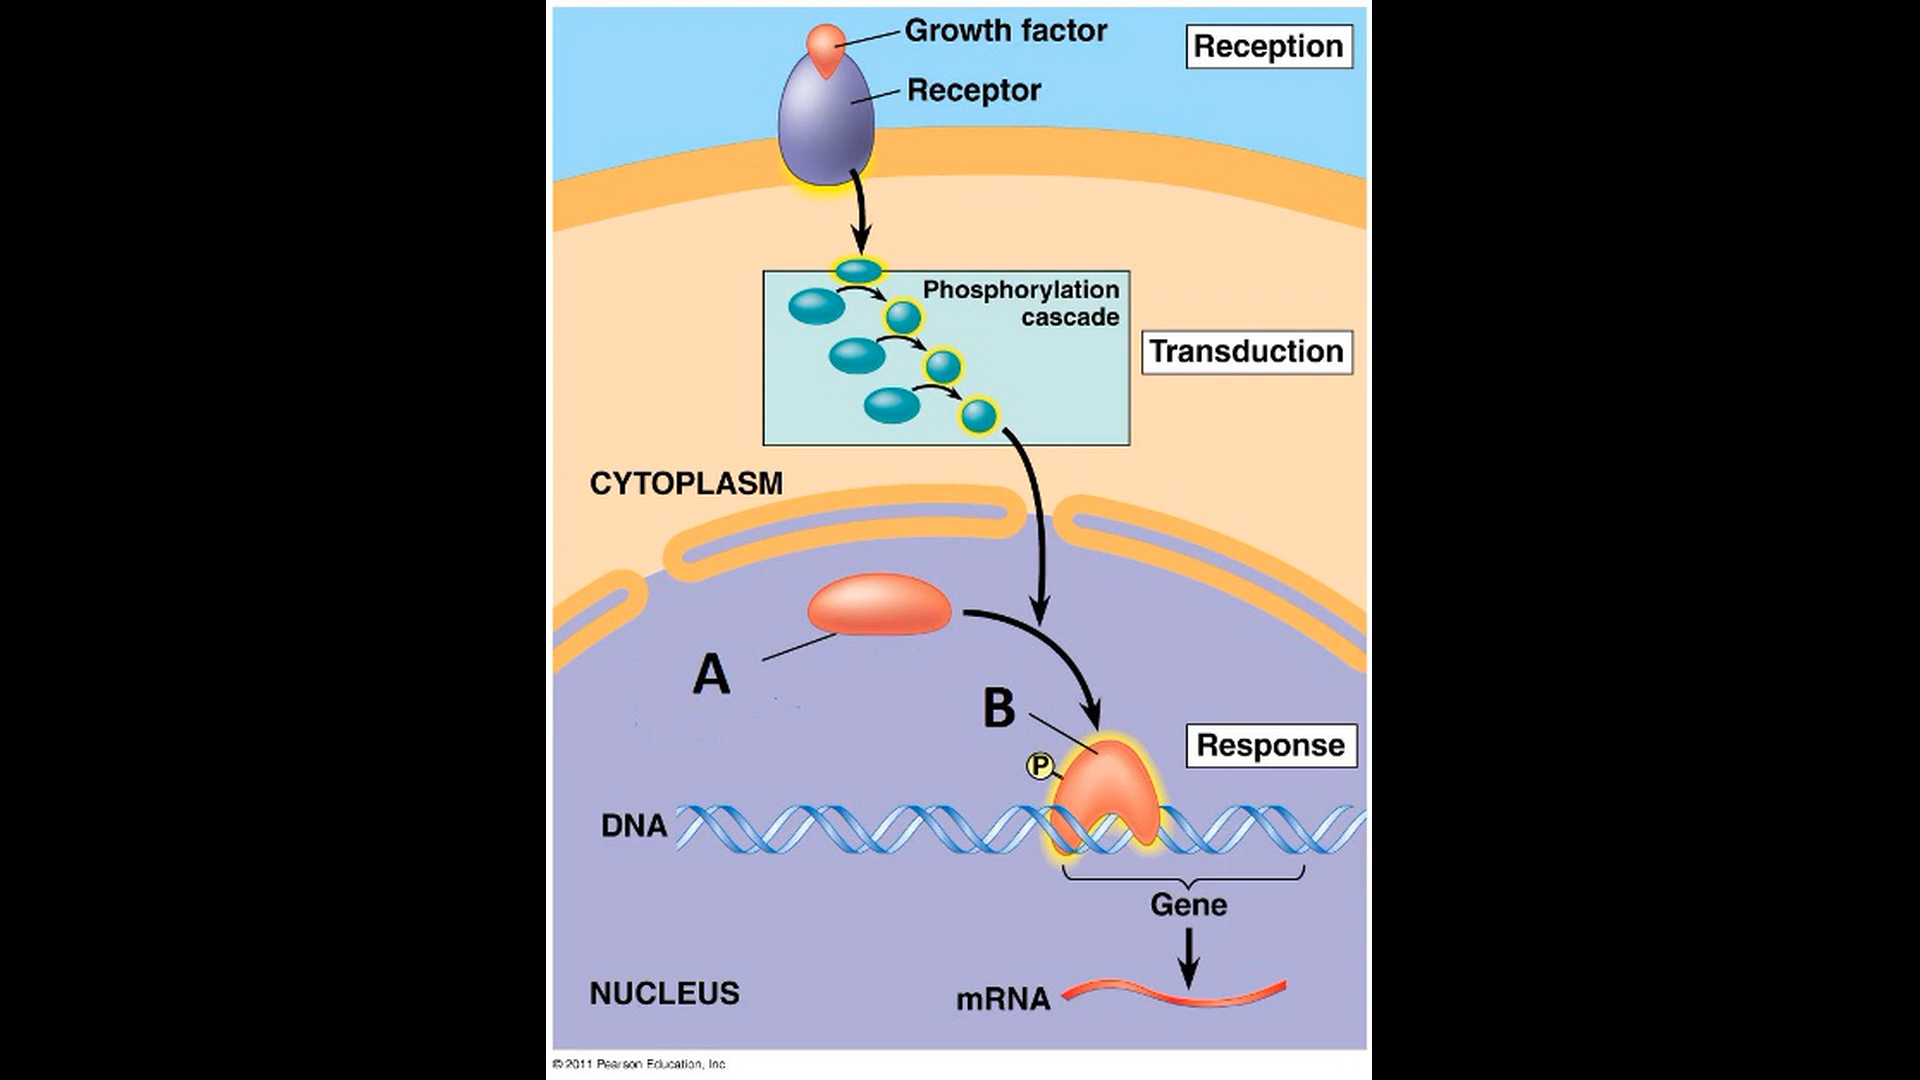 Growth factor
Reception
Receptor
Phosphorylation
cascade
Transduction
CYTOPLASM
A
B
P
Response
DNA
Gene
NUCLEUS
mRNA
© 2011 Pearson Education, Inc.